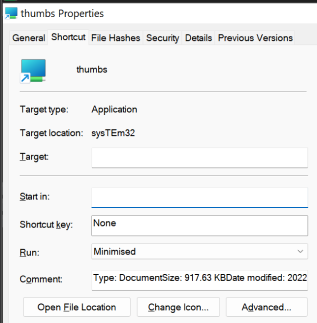 thumbs Properties
General Shortcut File Hashes Security Details Previous Versions
thumbs
Target type: Application
Target location: sysTEm32
Target:
Start in:
Shortcut key: None
Run: Minimised
Comment: Type: DocumentSize: 917.63 KBDate modified: 2022
Open File Location Change Icon... Advanced...